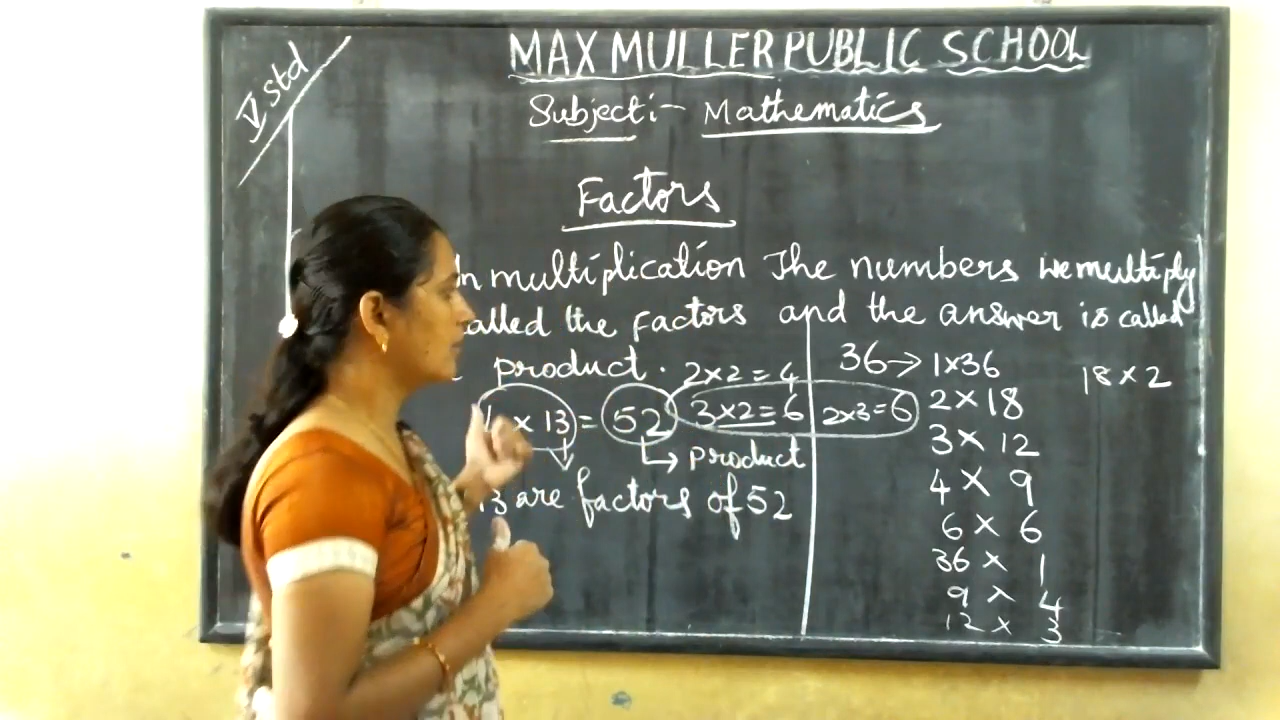 V std
MAX MULLER PUBLIC SCHOOL
Subject :- Mathematics
Factors
In multiplication The numbers we multiply
called the factors and the answer is called
product.
2×2=4
× 13 = 52
3×2=6
2×3=6
product
13 are factors of 52
36→ 1×36
2×18
3× 12
4× 9
6 × 6
36 × 1
9 × 4
12 × 3
18 × 2